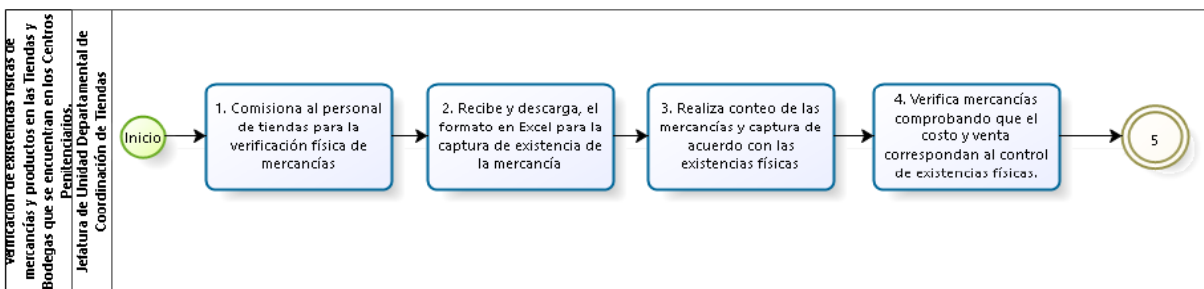 Verificación de existencias físicas de
mercancías y productos en las Tiendas y
Bodegas que se encuentran en los Centros
Penitenciarios.
Jefatura de Unidad Departamental de
Coordinación de Tiendas
Inicio
1. Comisiona al personal
de tiendas para la
verificación física de
mercancías
2. Recibe y descarga, el
formato en Excel para la
captura de existencia de
la mercancía
3. Realiza conteo de las
mercancías y captura de
acuerdo con las
existencias físicas
4. Verifica mercancías
comprobando que el
costo y venta
correspondan al control
de existencias físicas.
5